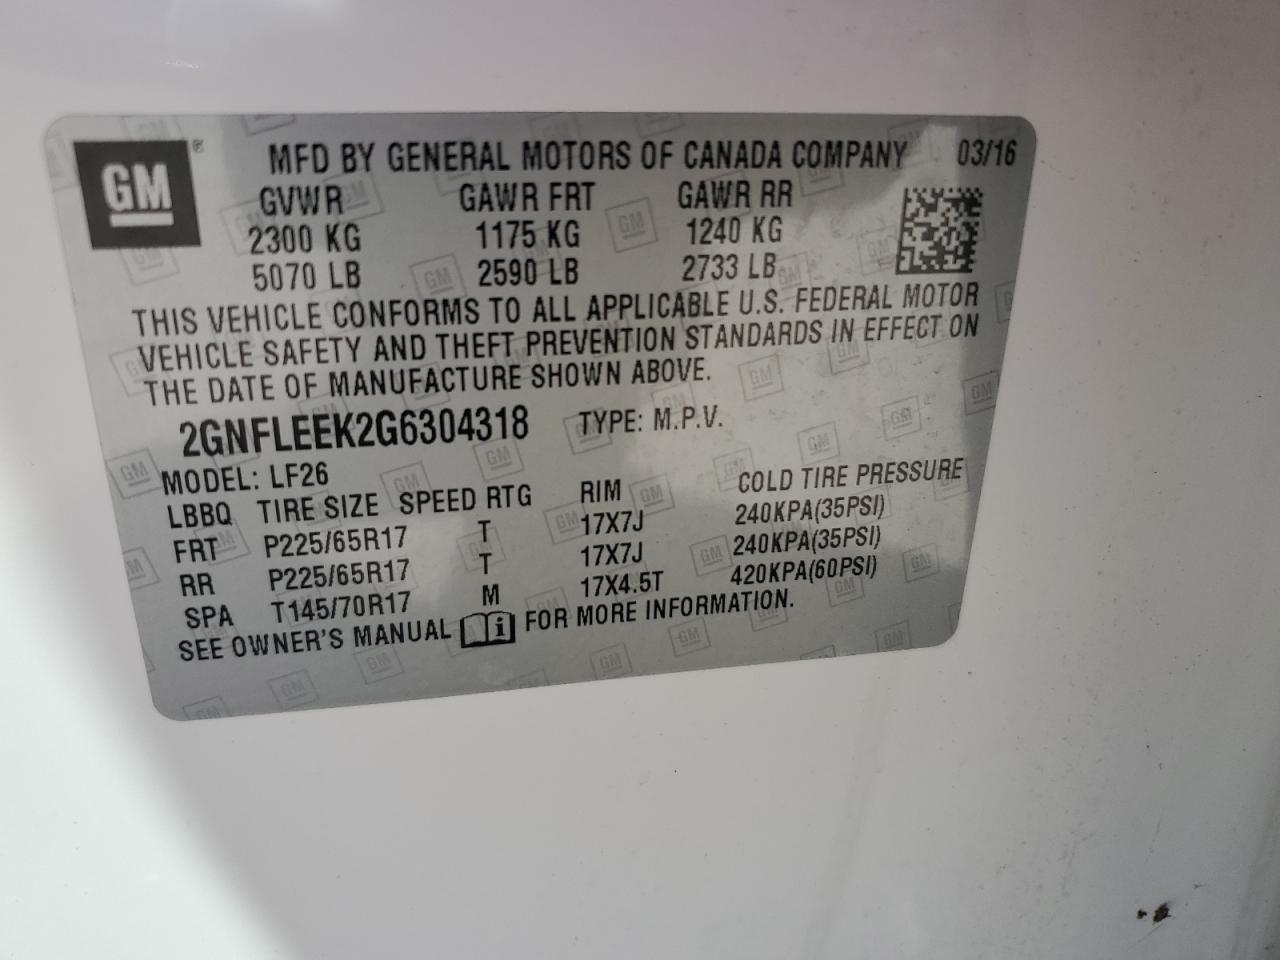 GM ® MFD BY GENERAL MOTORS OF CANADA COMPANY 03/16
GVWR GAWR FRT GAWR RR
2300 KG 1175 KG 1240 KG
5070 LB 2590 LB 2733 LB
THIS VEHICLE CONFORMS TO ALL APPLICABLE U.S. FEDERAL MOTOR
VEHICLE SAFETY AND THEFT PREVENTION STANDARDS IN EFFECT ON
THE DATE OF MANUFACTURE SHOWN ABOVE.
2GNFLEEK2G6304318 TYPE: M.P.V.
MODEL: LF26
LBBQ TIRE SIZE SPEED RTG RIM COLD TIRE PRESSURE
FRT P225/65R17 T 17X7J 240KPA(35PSI)
RR P225/65R17 T 17X7J 240KPA(35PSI)
SPA T145/70R17 M 17X4.5T 420KPA(60PSI)
SEE OWNER'S MANUAL i FOR MORE INFORMATION.